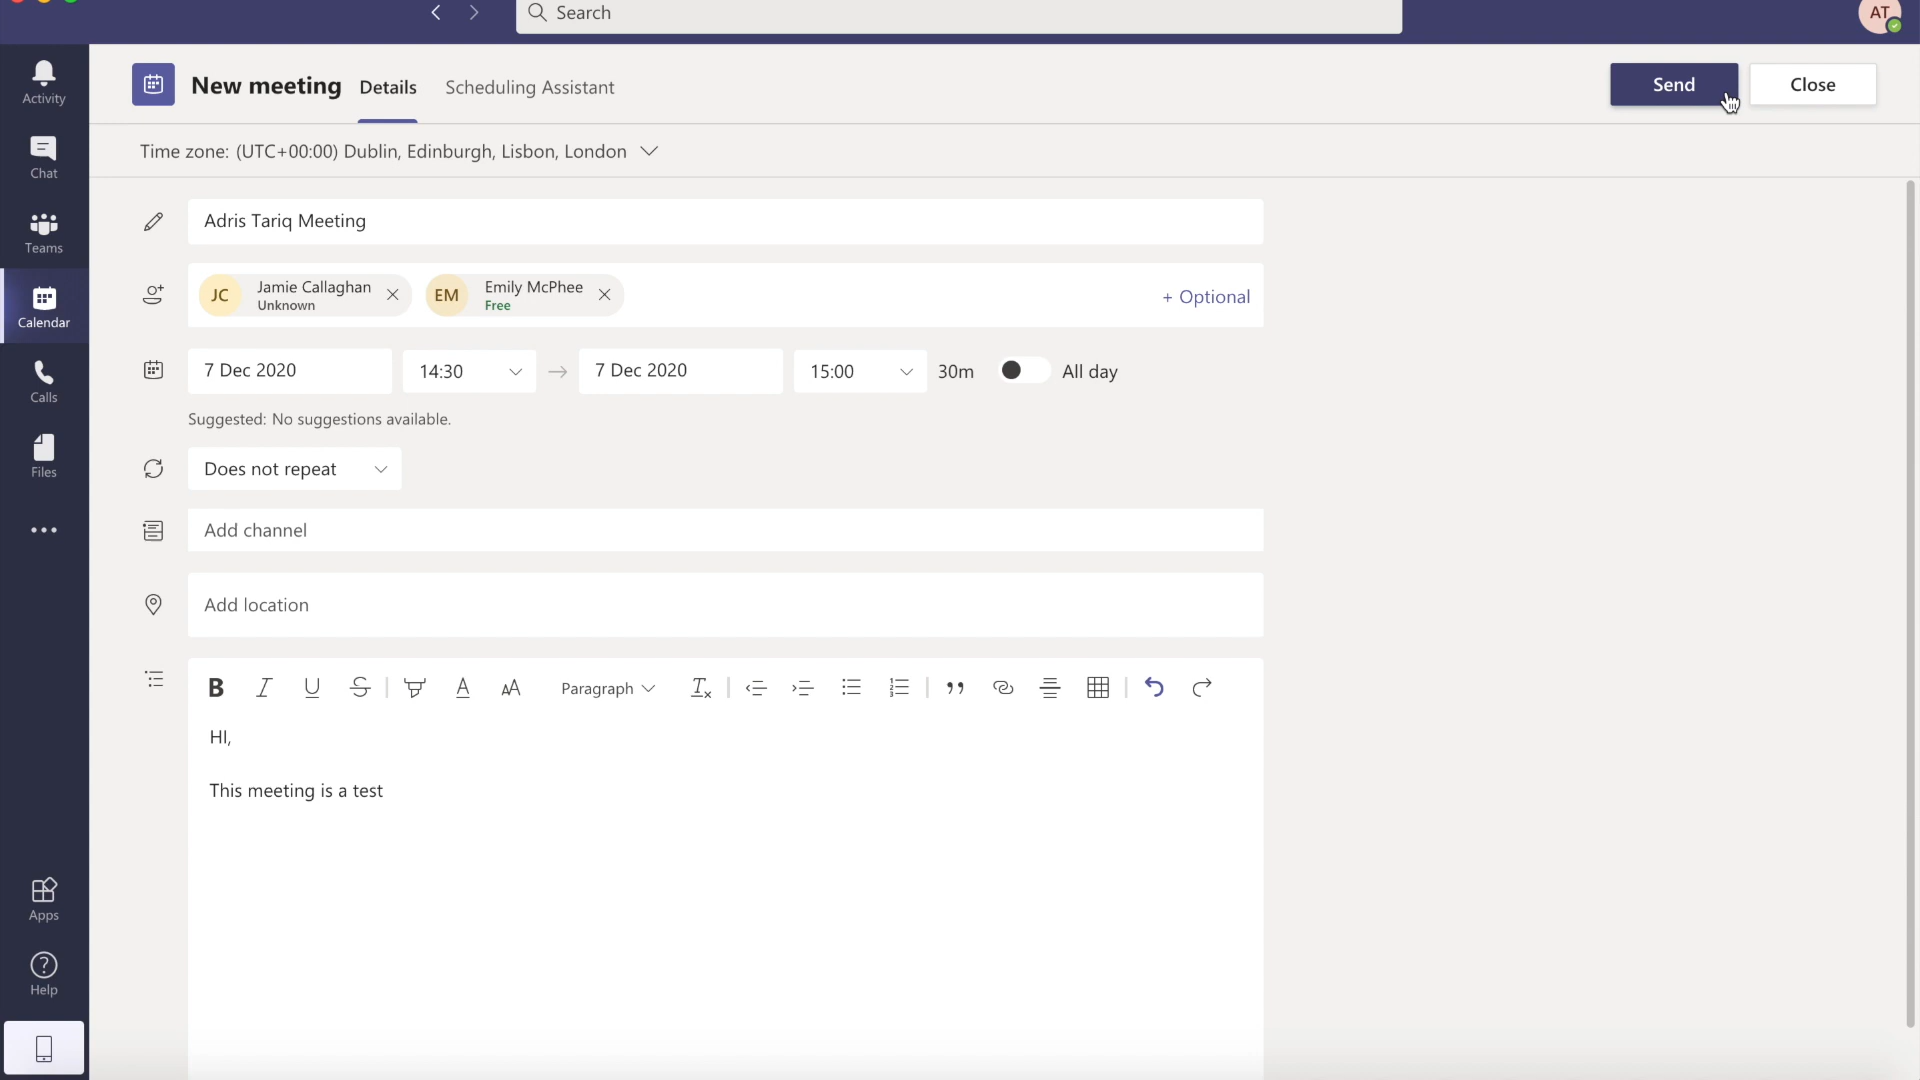 Search
AT
Activity
Chat
Teams
Calendar
Calls
Files
Apps
Help
New meeting Details Scheduling Assistant
Send Close
Time zone: (UTC+00:00) Dublin, Edinburgh, Lisbon, London
Adris Tariq Meeting
JC Jamie Callaghan
Unknown
EM Emily McPhee
Free
+ Optional
7 Dec 2020 14:30 → 7 Dec 2020 15:00 30m All day
Suggested: No suggestions available.
Does not repeat
Add channel
Add location
B I U S A AA Paragraph
HI,
This meeting is a test